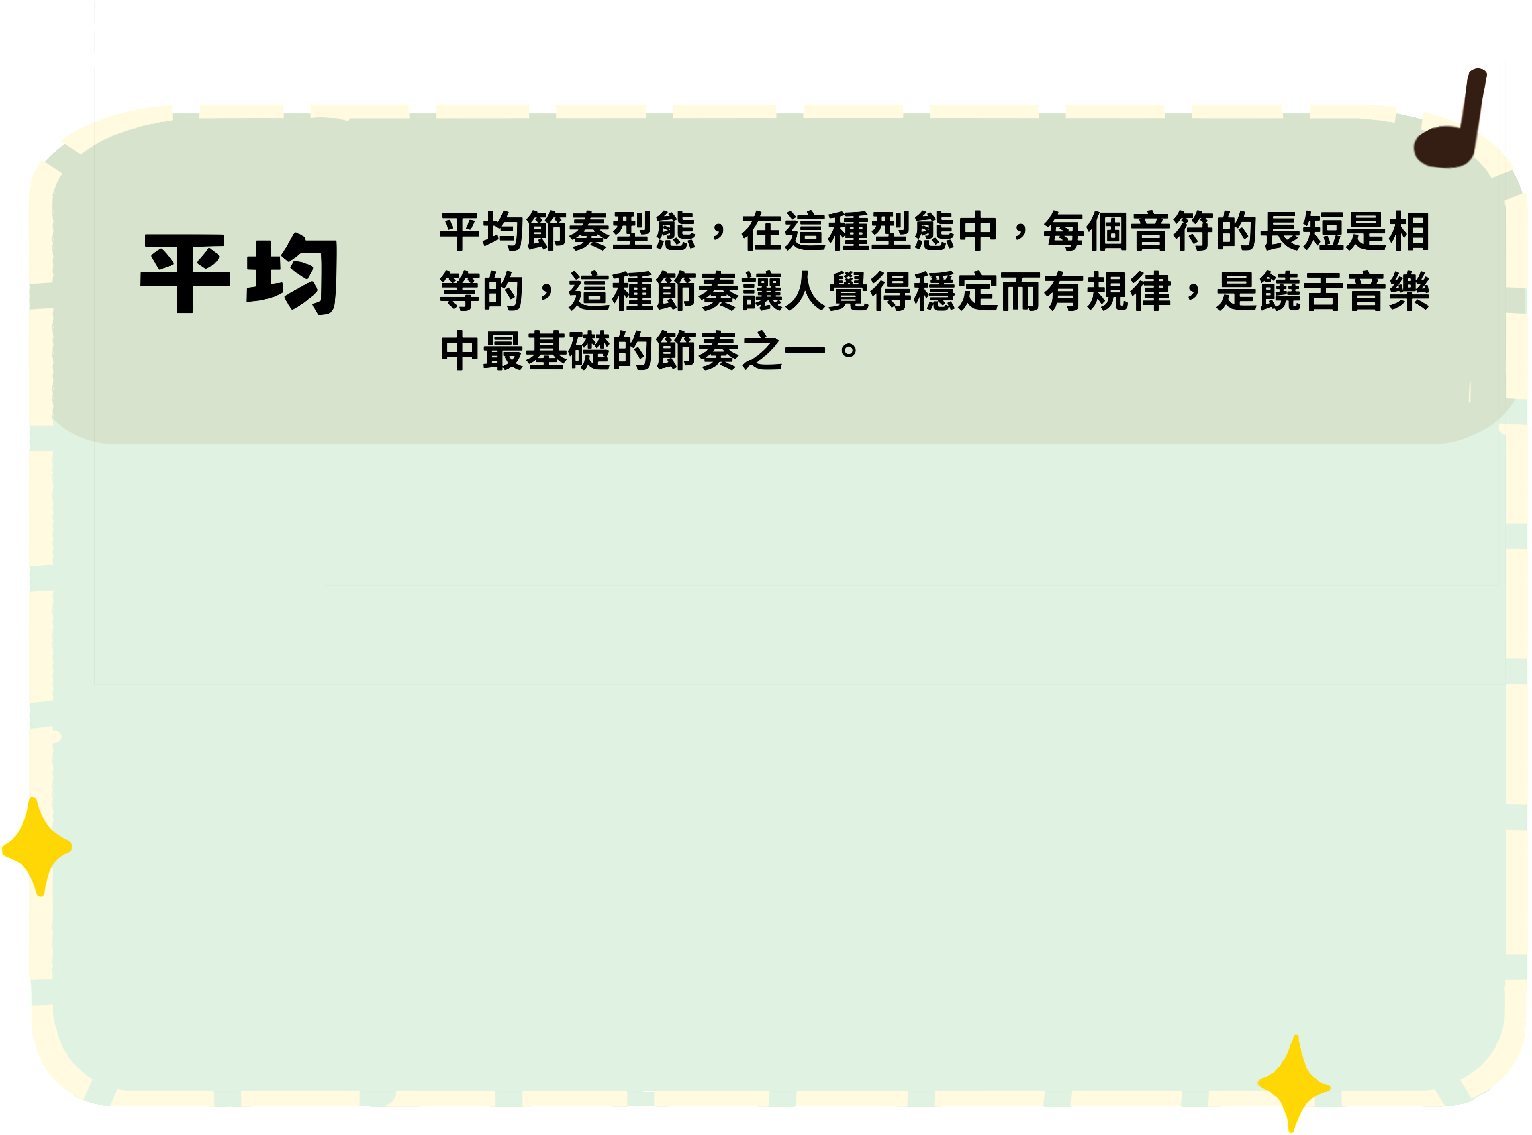 平均
平均節奏型態，在這種型態中，每個音符的長短是相
等的，這種節奏讓人覺得穩定而有規律，是饒舌音樂
中最基礎的節奏之一。